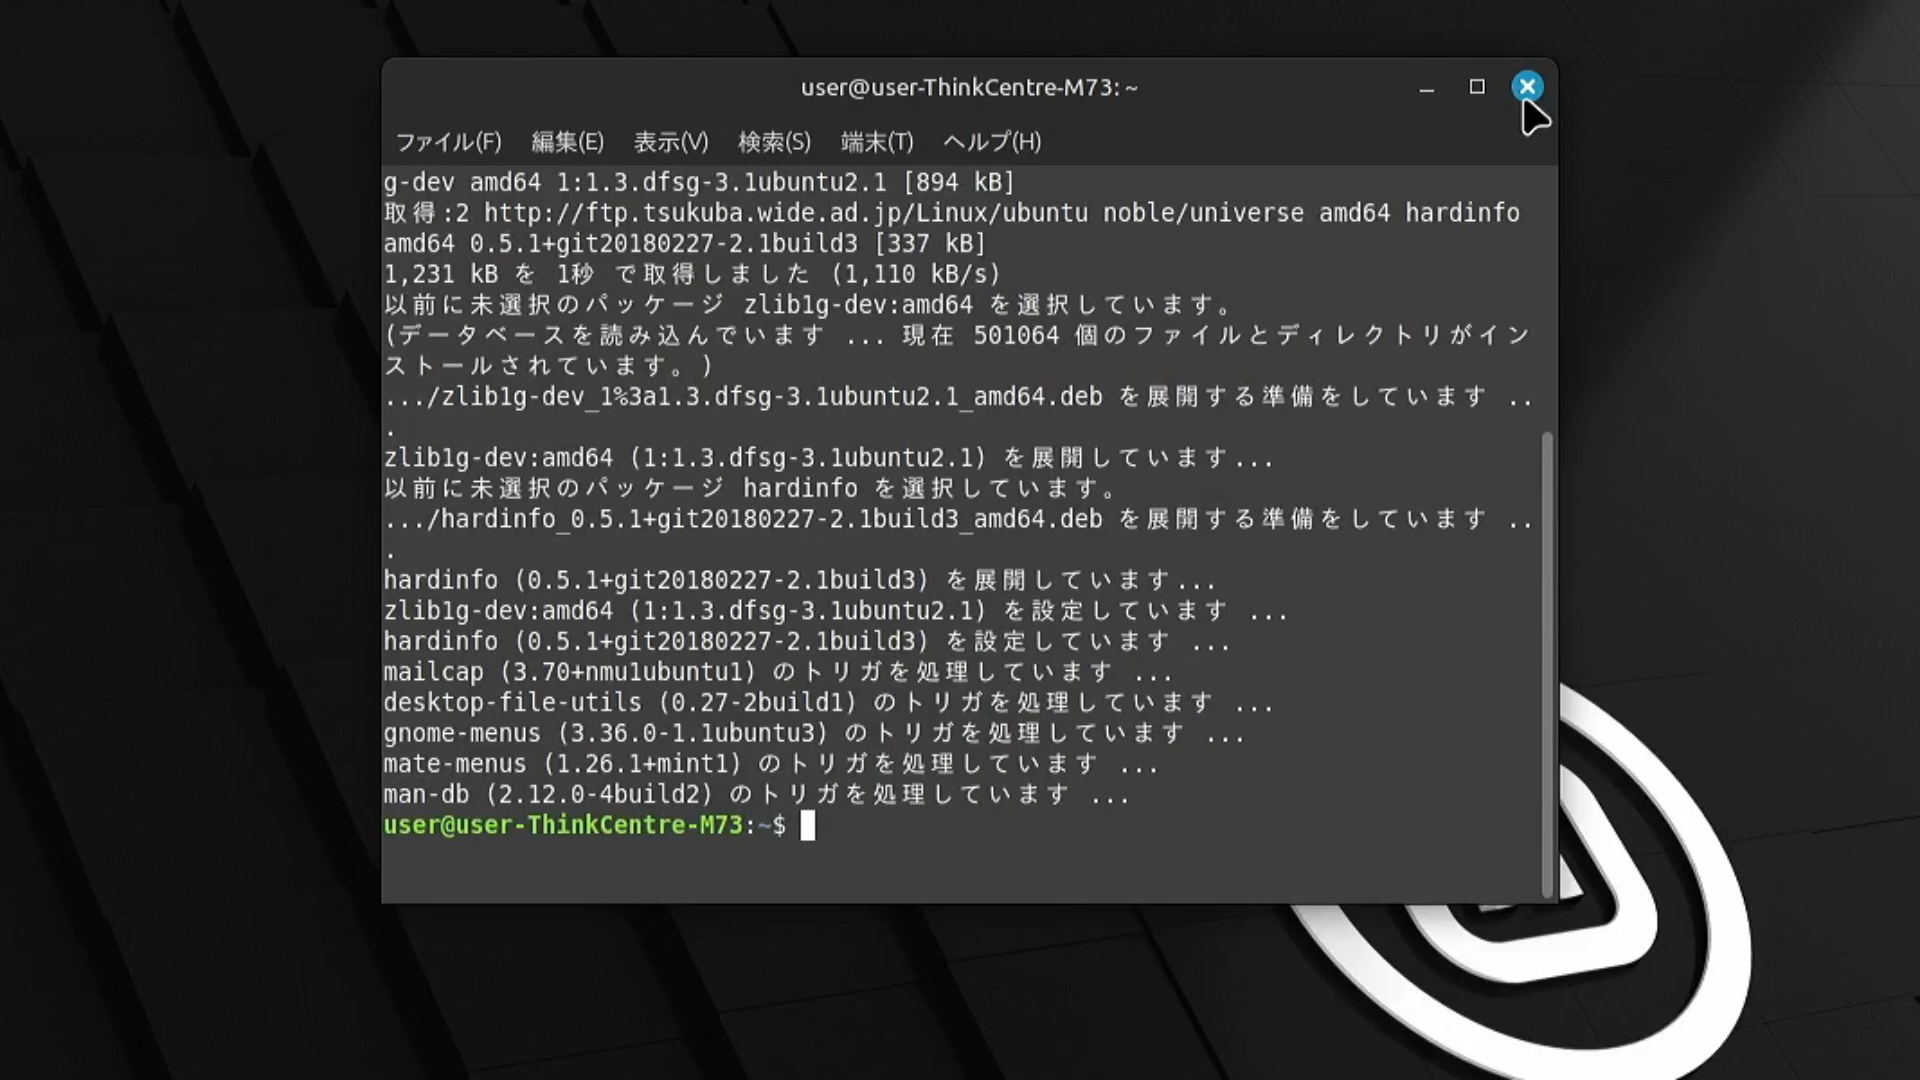 user@user-ThinkCentre-M73: ~
ファイル(F) 編集(E) 表示(V) 検索(S) 端末(T) ヘルプ(H)
g-dev amd64 1:1.3.dfsg-3.1ubuntu2.1 [894 kB]
取得:2 http://ftp.tsukuba.wide.ad.jp/Linux/ubuntu noble/universe amd64 hardinfo
amd64 0.5.1+git20180227-2.1build3 [337 kB]
1,231 kB を 1秒 で取得しました (1,110 kB/s)
以前に未選択のパッケージ zlib1g-dev:amd64 を選択しています。
(データベースを読み込んでいます ... 現在 501064 個のファイルとディレクトリがイン
ストールされています。)
.../zlib1g-dev_1%3a1.3.dfsg-3.1ubuntu2.1_amd64.deb を展開する準備をしています ..
.
zlib1g-dev:amd64 (1:1.3.dfsg-3.1ubuntu2.1) を展開しています...
以前に未選択のパッケージ hardinfo を選択しています。
.../hardinfo_0.5.1+git20180227-2.1build3_amd64.deb を展開する準備をしています ..
.
hardinfo (0.5.1+git20180227-2.1build3) を展開しています...
zlib1g-dev:amd64 (1:1.3.dfsg-3.1ubuntu2.1) を設定しています ...
hardinfo (0.5.1+git20180227-2.1build3) を設定しています ...
mailcap (3.70+nmu1ubuntu1) のトリガを処理しています ...
desktop-file-utils (0.27-2build1) のトリガを処理しています ...
gnome-menus (3.36.0-1.1ubuntu3) のトリガを処理しています ...
mate-menus (1.26.1+mint1) のトリガを処理しています ...
man-db (2.12.0-4build2) のトリガを処理しています ...
user@user-ThinkCentre-M73:~$